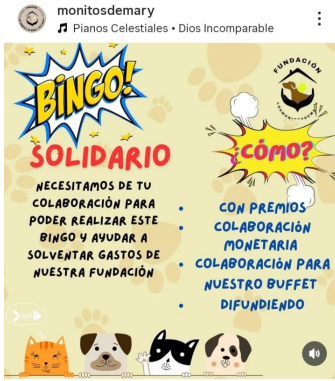 monitosdemary
Pianos Celestiales • Dios Incomparable
BINGO!
SOLIDARIO
NECESITAMOS DE TU
COLABORACIÓN PARA
PODER REALIZAR ESTE
BINGO Y AYUDAR A
SOLVENTAR GASTOS DE
NUESTRA FUNDACIÓN
FUNDACIÓN
¿CÓMO?
• CON PREMIOS
• COLABORACIÓN
MONETARIA
• COLABORACIÓN PARA
NUESTRO BUFFET
• DIFUNDIENDO